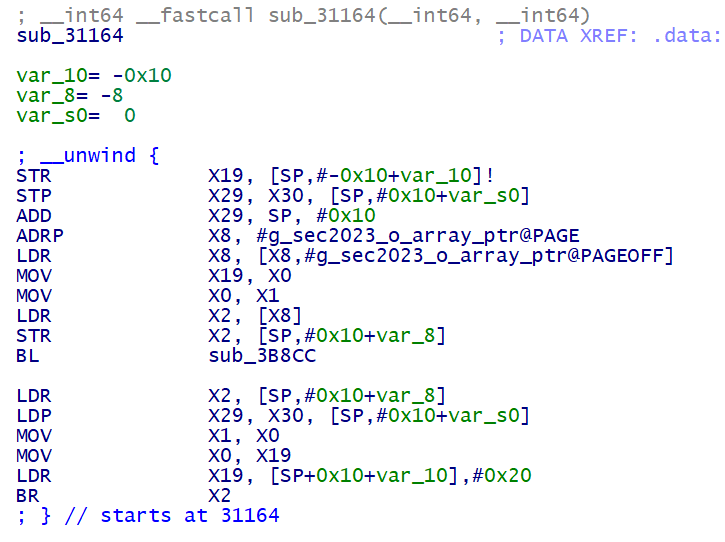 ; __int64 __fastcall sub_31164(__int64, __int64)
sub_31164 ; DATA XREF: .data:
var_10= -0x10
var_8= -8
var_s0= 0
; __unwind {
STR X19, [SP,#-0x10+var_10]!
STP X29, X30, [SP,#0x10+var_s0]
ADD X29, SP, #0x10
ADRP X8, #g_sec2023_o_array_ptr@PAGE
LDR X8, [X8,#g_sec2023_o_array_ptr@PAGEOFF]
MOV X19, X0
MOV X0, X1
LDR X2, [X8]
STR X2, [SP,#0x10+var_8]
BL sub_3B8CC
LDR X2, [SP,#0x10+var_8]
LDP X29, X30, [SP,#0x10+var_s0]
MOV X1, X0
MOV X0, X19
LDR X19, [SP+0x10+var_10],#0x20
BR X2
; } // starts at 31164